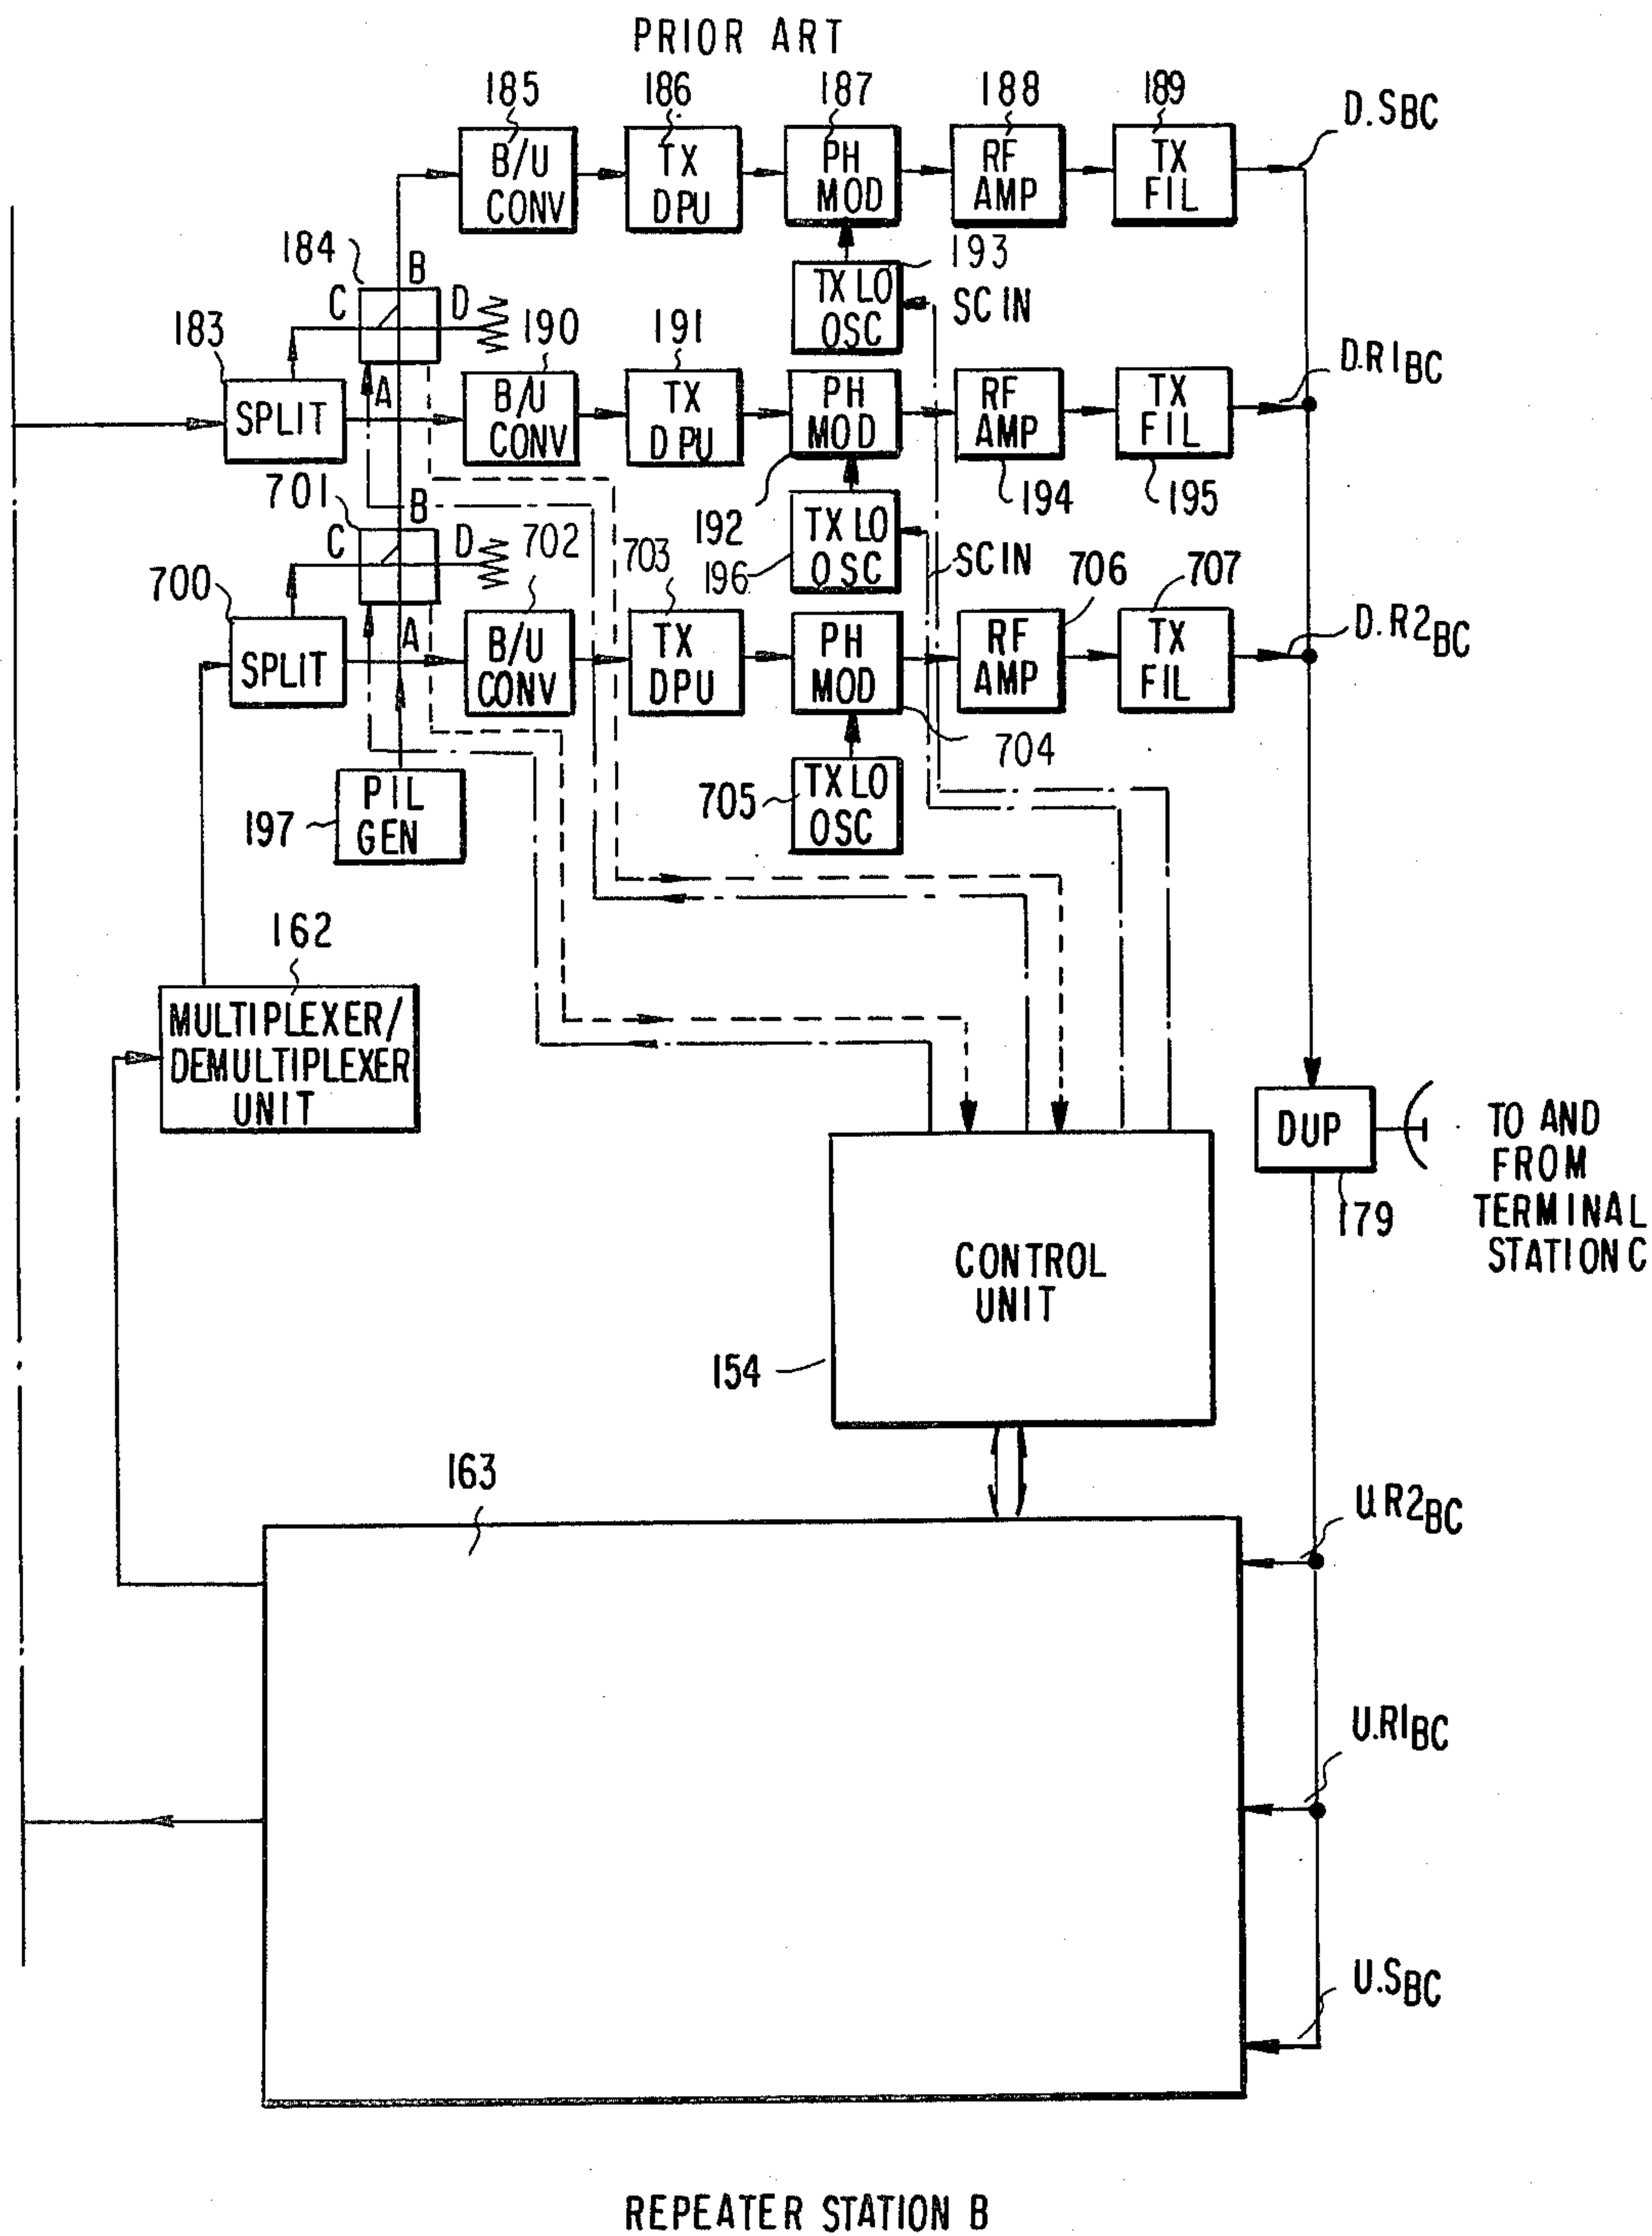 PRIOR ART
185
186
187
188
189
D.SBC
B/U
CONV
TX
DPU
PH
MOD
RF
AMP
TX
FIL
184
B
C
D
193
TX LO
OSC
SC IN
183
190
191
D.R1BC
SPLIT
A
B/U
CONV
TX
DPU
PH
MOD
RF
AMP
TX
FIL
701
B
192
194
195
C
D
702
703
TX LO
OSC
196
SC IN
706
707
700
D.R2BC
SPLIT
A
B/U
CONV
TX
DPU
PH
MOD
RF
AMP
TX
FIL
704
PIL
GEN
197
705
TX LO
OSC
162
MULTIPLEXER/
DEMULTIPLEXER
UNIT
DUP
179
TO AND
FROM
TERMINAL
STATION C
CONTROL
UNIT
154
163
U.R2BC
U.R1BC
U.SBC
REPEATER STATION B